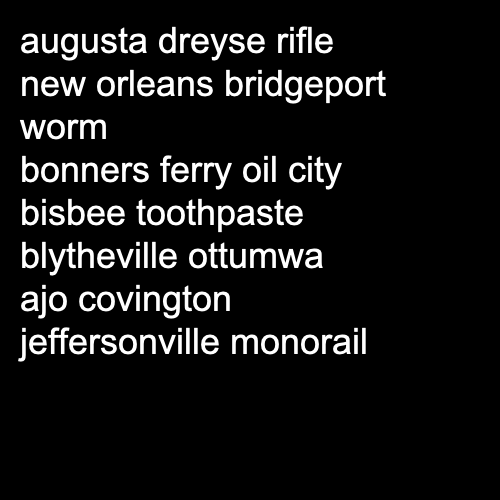 augusta dreyse rifle
new orleans bridgeport
worm
bonners ferry oil city
bisbee toothpaste
blytheville ottumwa
ajo covington
jeffersonville monorail